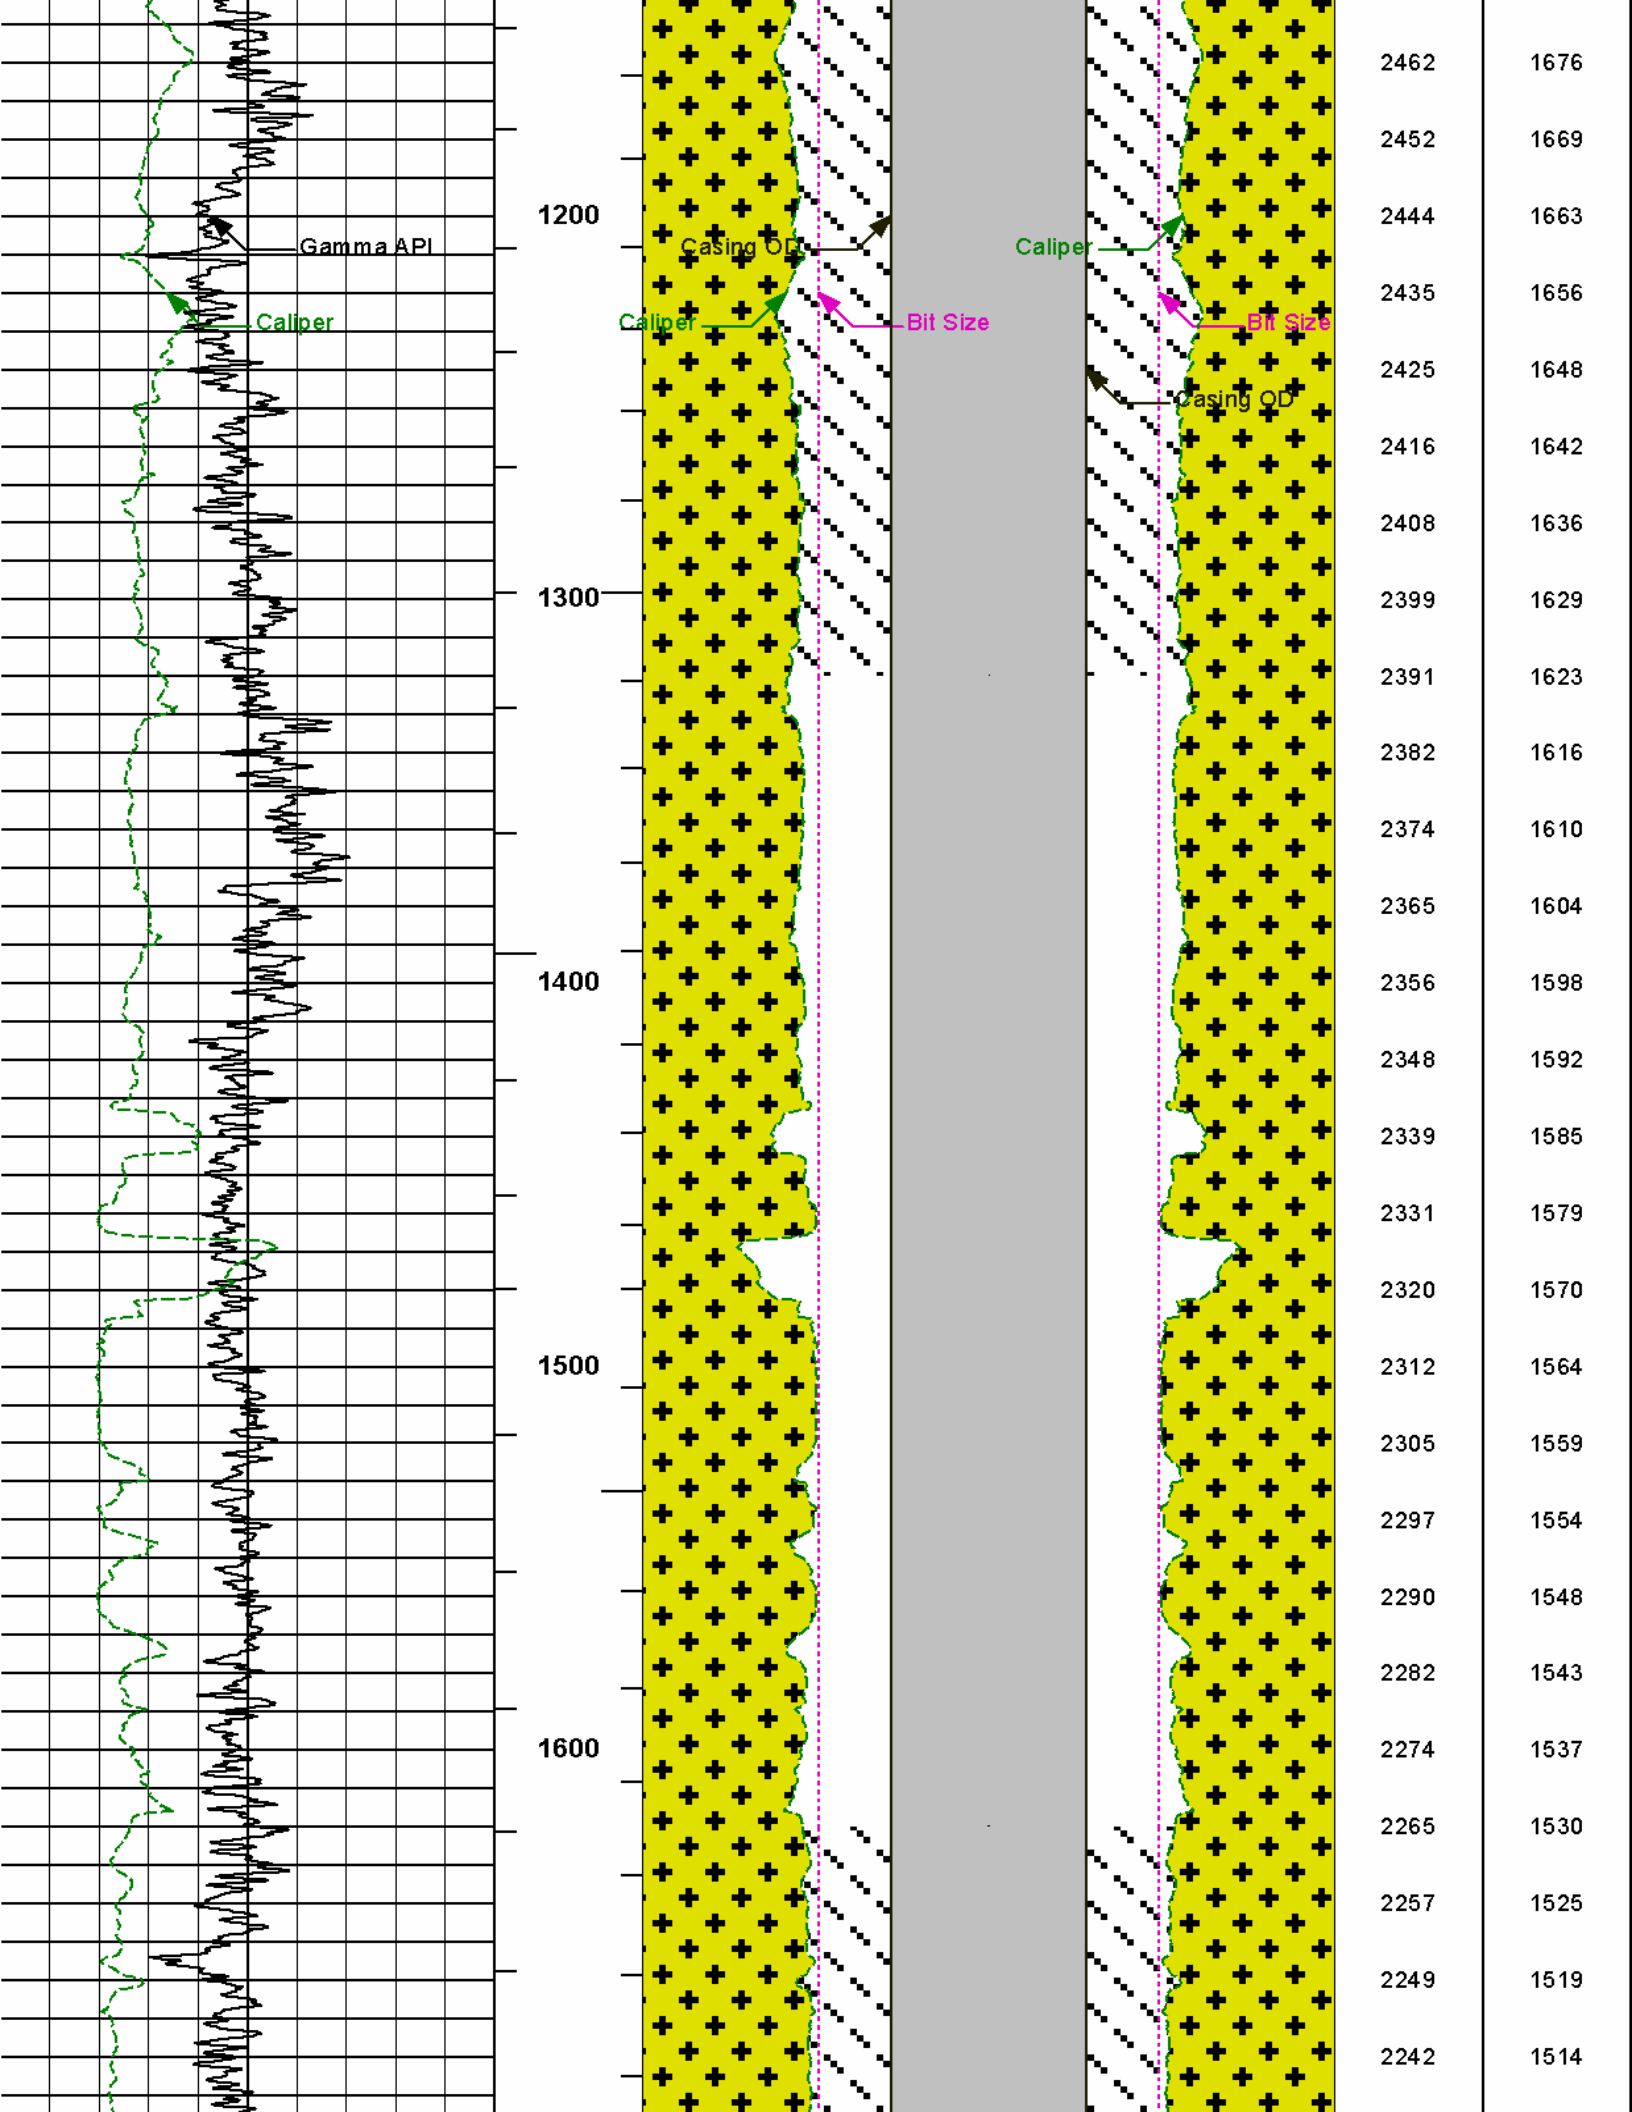 2462 1676
2452 1669
1200 2444 1663
Gamma API Casing OD Caliper
2435 1656
Caliper Caliper Bit Size Bit Size
2425 1648
Casing OD
2416 1642
2408 1636
1300 2399 1629
2391 1623
2382 1616
2374 1610
2365 1604
1400 2356 1598
2348 1592
2339 1585
2331 1579
2320 1570
1500 2312 1564
2305 1559
2297 1554
2290 1548
2282 1543
1600 2274 1537
2265 1530
2257 1525
2249 1519
2242 1514